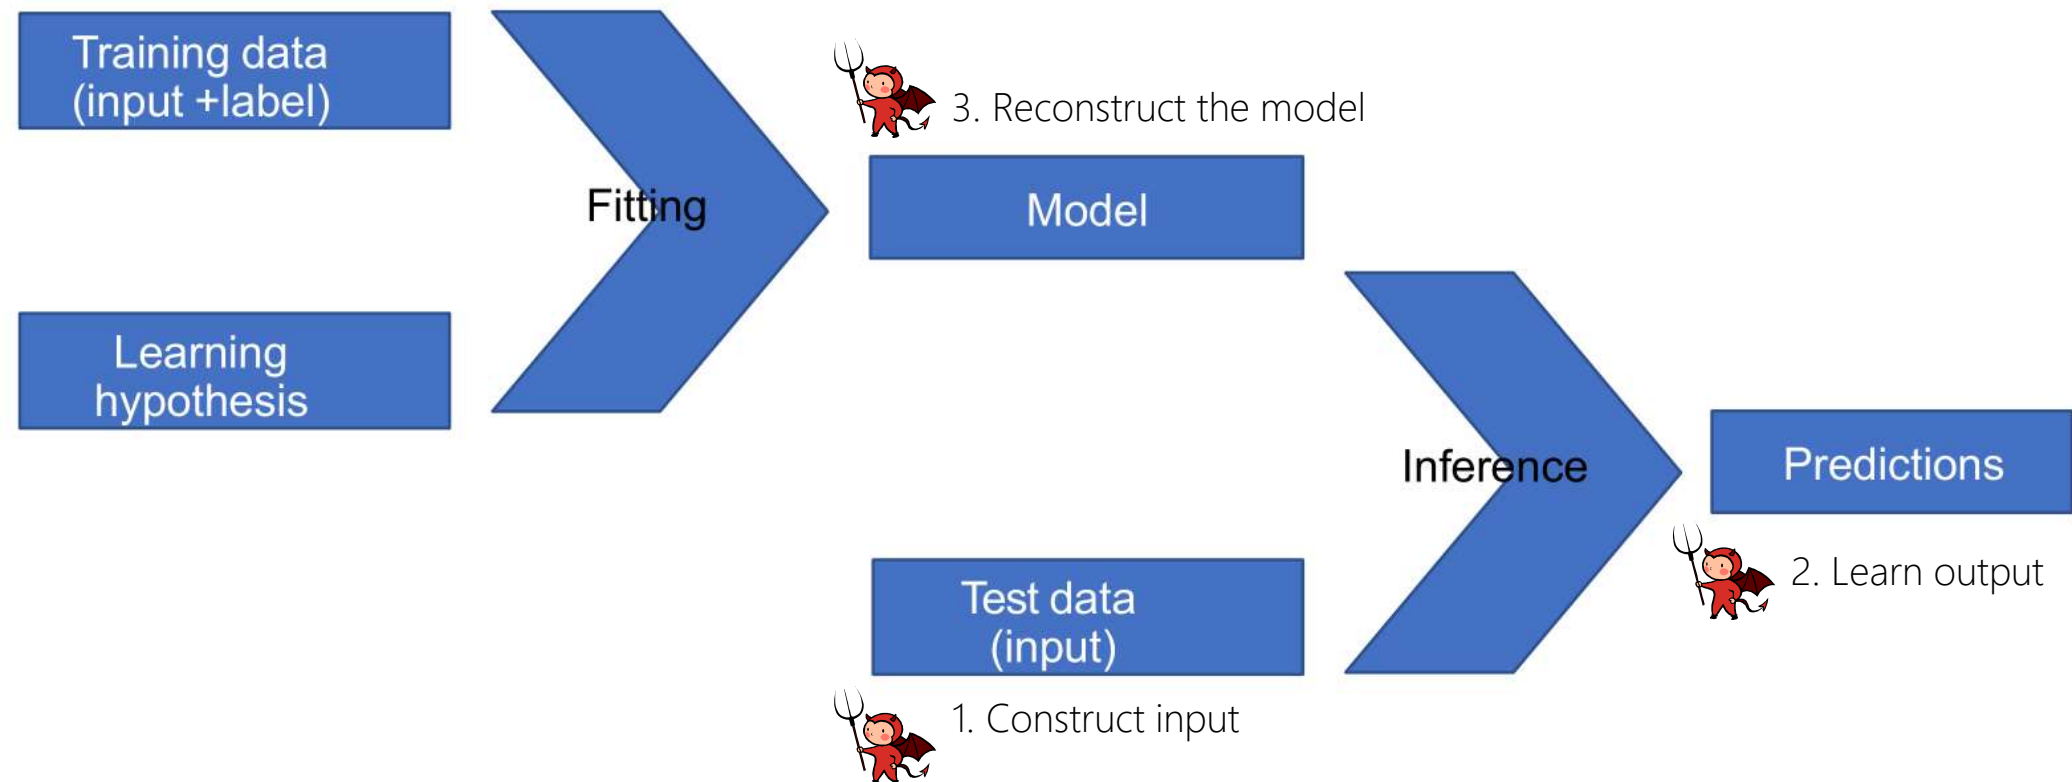 Training data
(input +label)
3. Reconstruct the model
Fitting
Model
Learning
hypothesis
Inference
Predictions
2. Learn output
Test data
(input)
1. Construct input